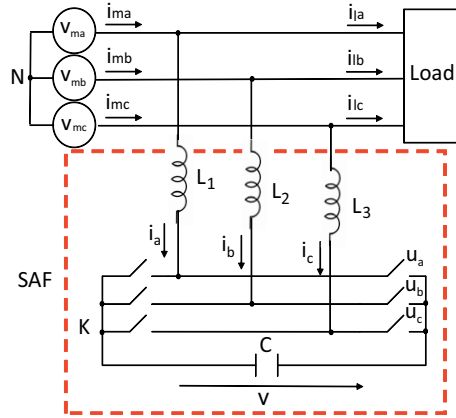 i_ma
i_la
v_ma
i_mb
i_lb
N
v_mb
Load
i_mc
i_lc
v_mc
L_1
L_2
L_3
i_a
i_b
i_c
u_a
SAF
u_b
K
u_c
C
v